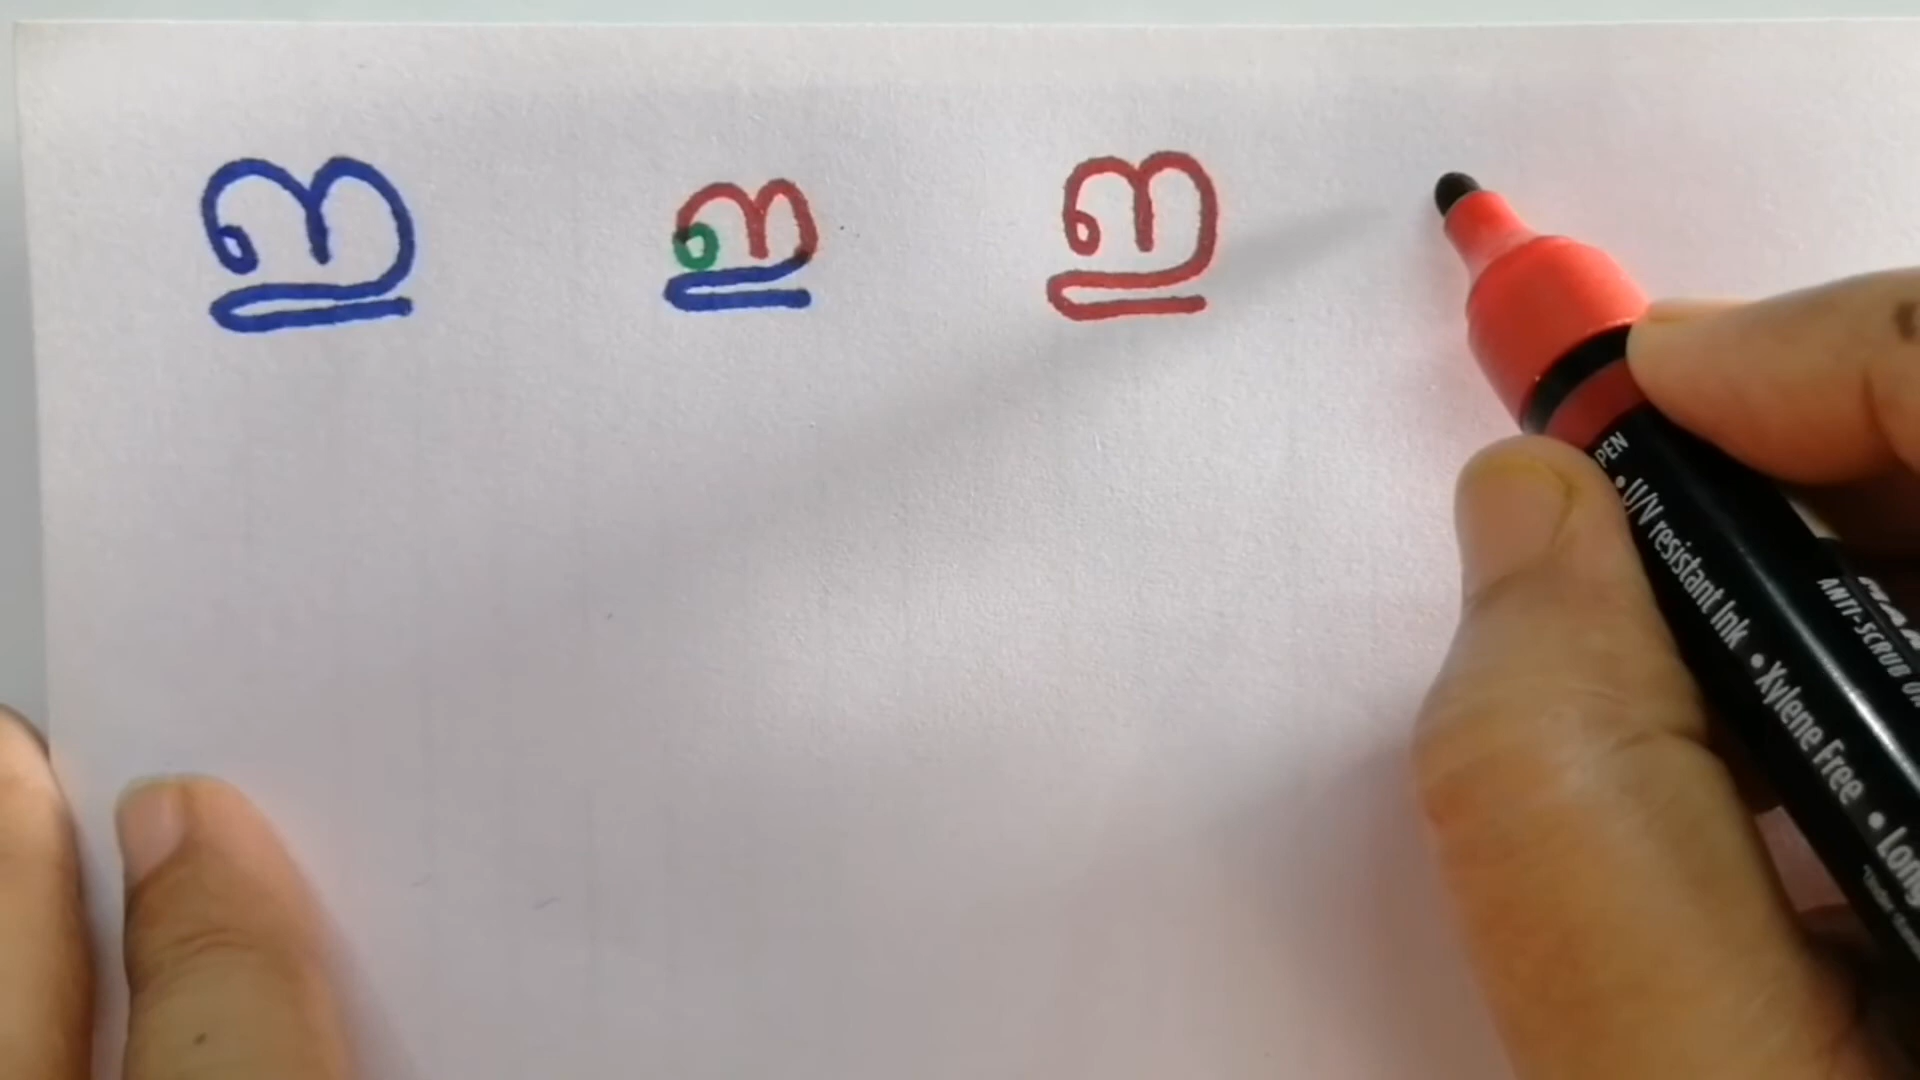 ഇ ഇ ഇ
PEN • U/V resistant Ink • Xylene Free •
ANTI-SCRUB